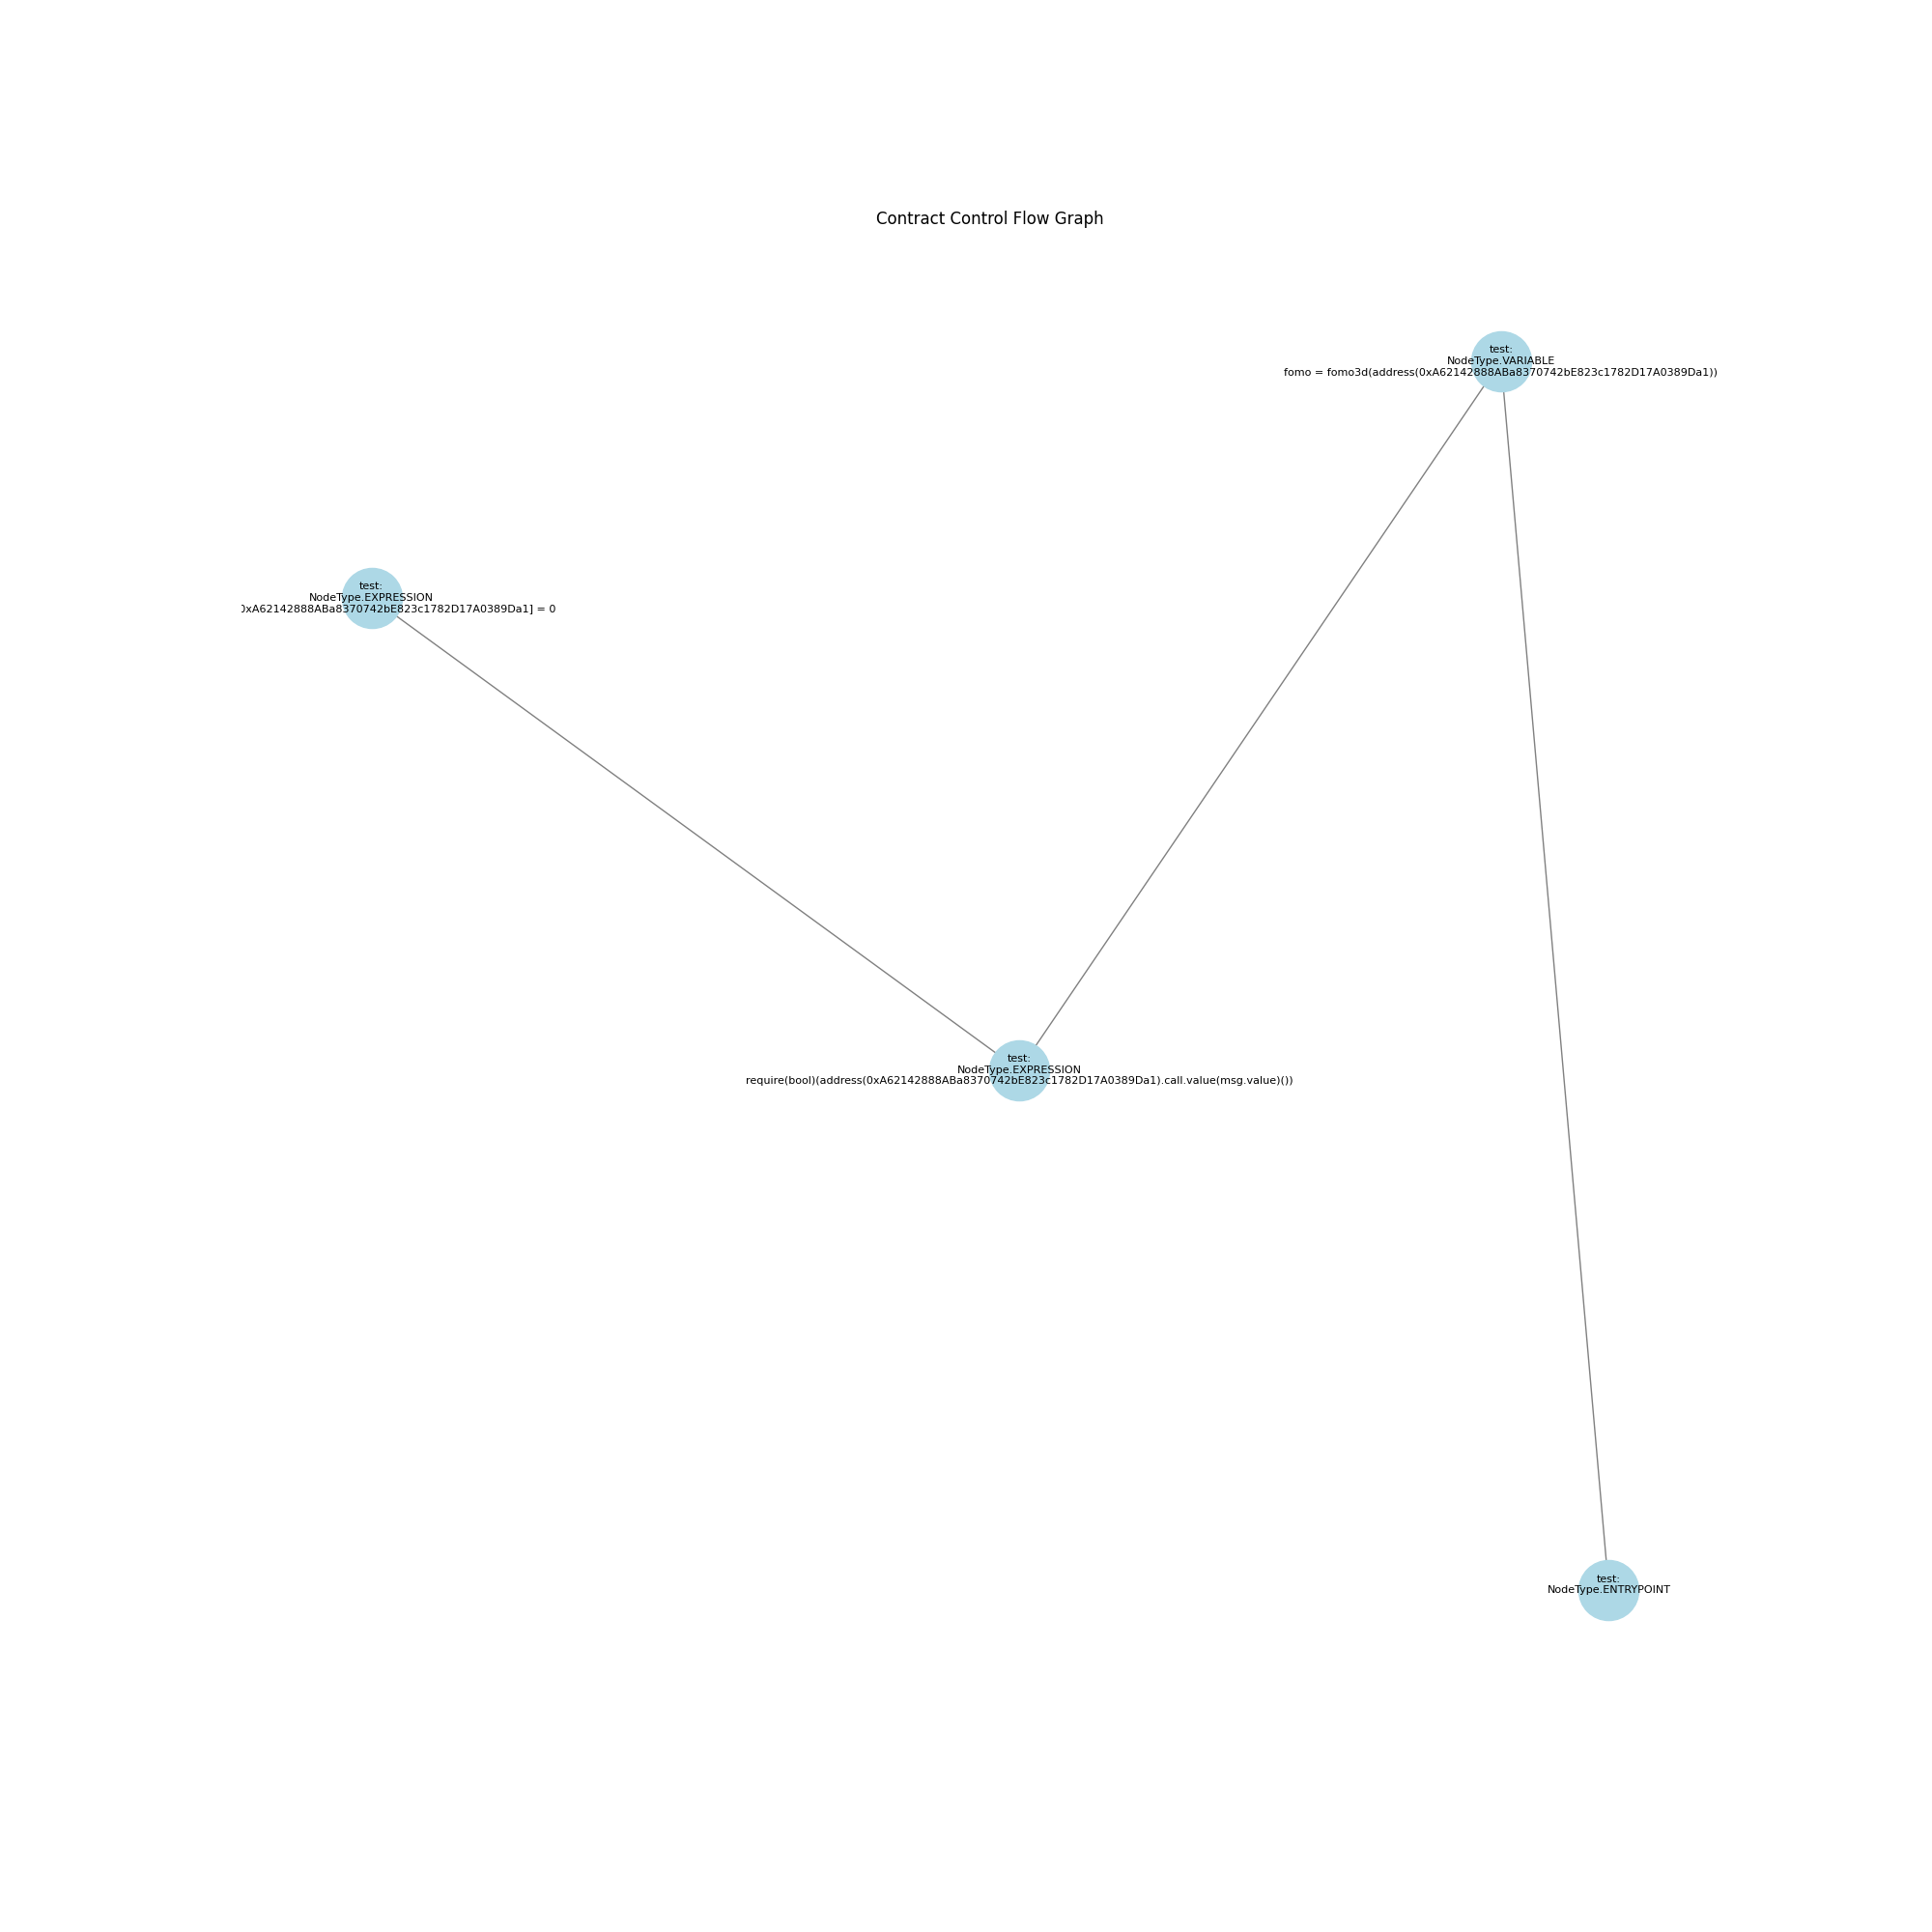 Contract Control Flow Graph
test:
NodeType.VARIABLE
fomo = fomo3d(address(0xA62142888ABa8370742bE823c1782D17A0389Da1))
test:
NodeType.EXPRESSION
0xA62142888ABa8370742bE823c1782D17A0389Da1] = 0
test:
NodeType.EXPRESSION
require(bool)(address(0xA62142888ABa8370742bE823c1782D17A0389Da1).call.value(msg.value)())
test:
NodeType.ENTRYPOINT